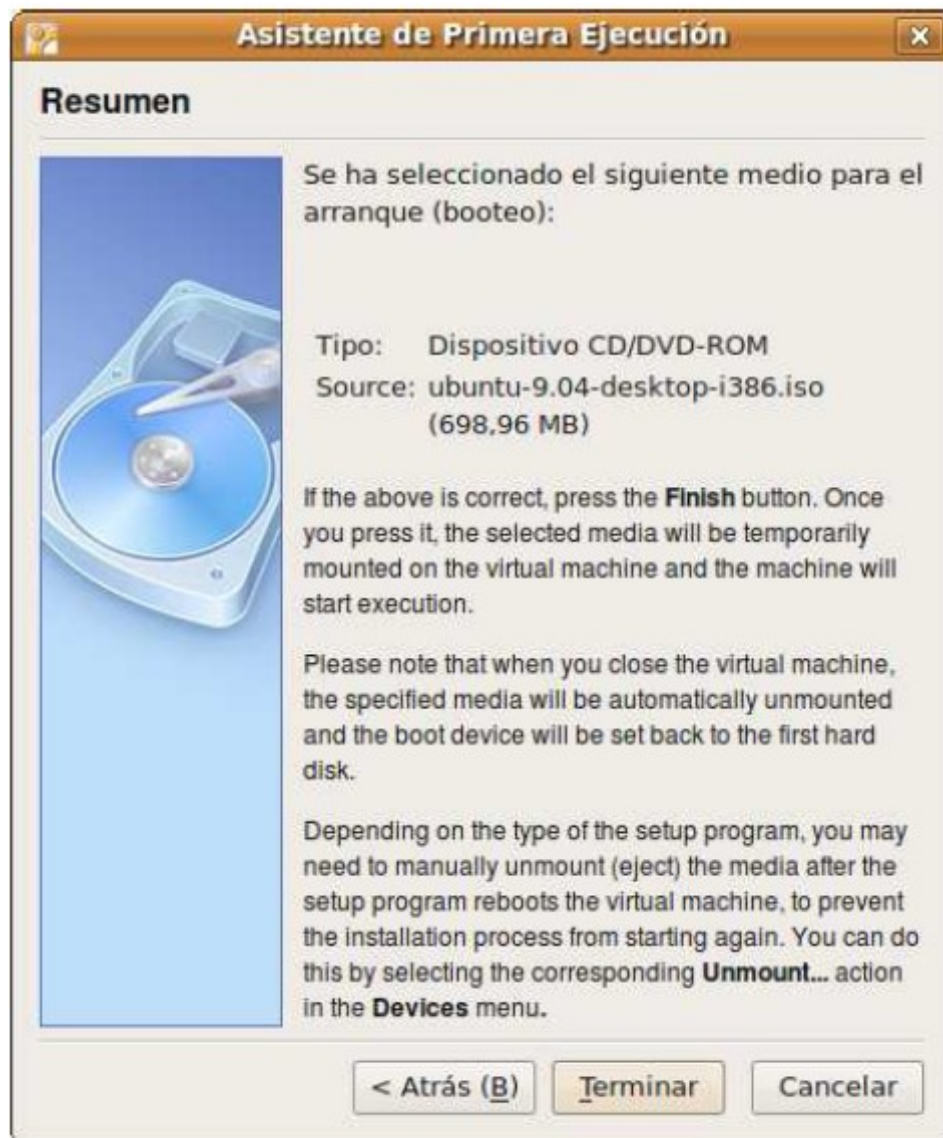 Asistente de Primera Ejecución
Resumen
Se ha seleccionado el siguiente medio para el
arranque (booteo):
Tipo: Dispositivo CD/DVD-ROM
Source: ubuntu-9.04-desktop-i386.iso
(698,96 MB)
If the above is correct, press the Finish button. Once
you press it, the selected media will be temporarily
mounted on the virtual machine and the machine will
start execution.
Please note that when you close the virtual machine,
the specified media will be automatically unmounted
and the boot device will be set back to the first hard
disk.
Depending on the type of the setup program, you may
need to manually unmount (eject) the media after the
setup program reboots the virtual machine, to prevent
the installation process from starting again. You can do
this by selecting the corresponding Unmount... action
in the Devices menu.
< Atrás (B) Terminar Cancelar